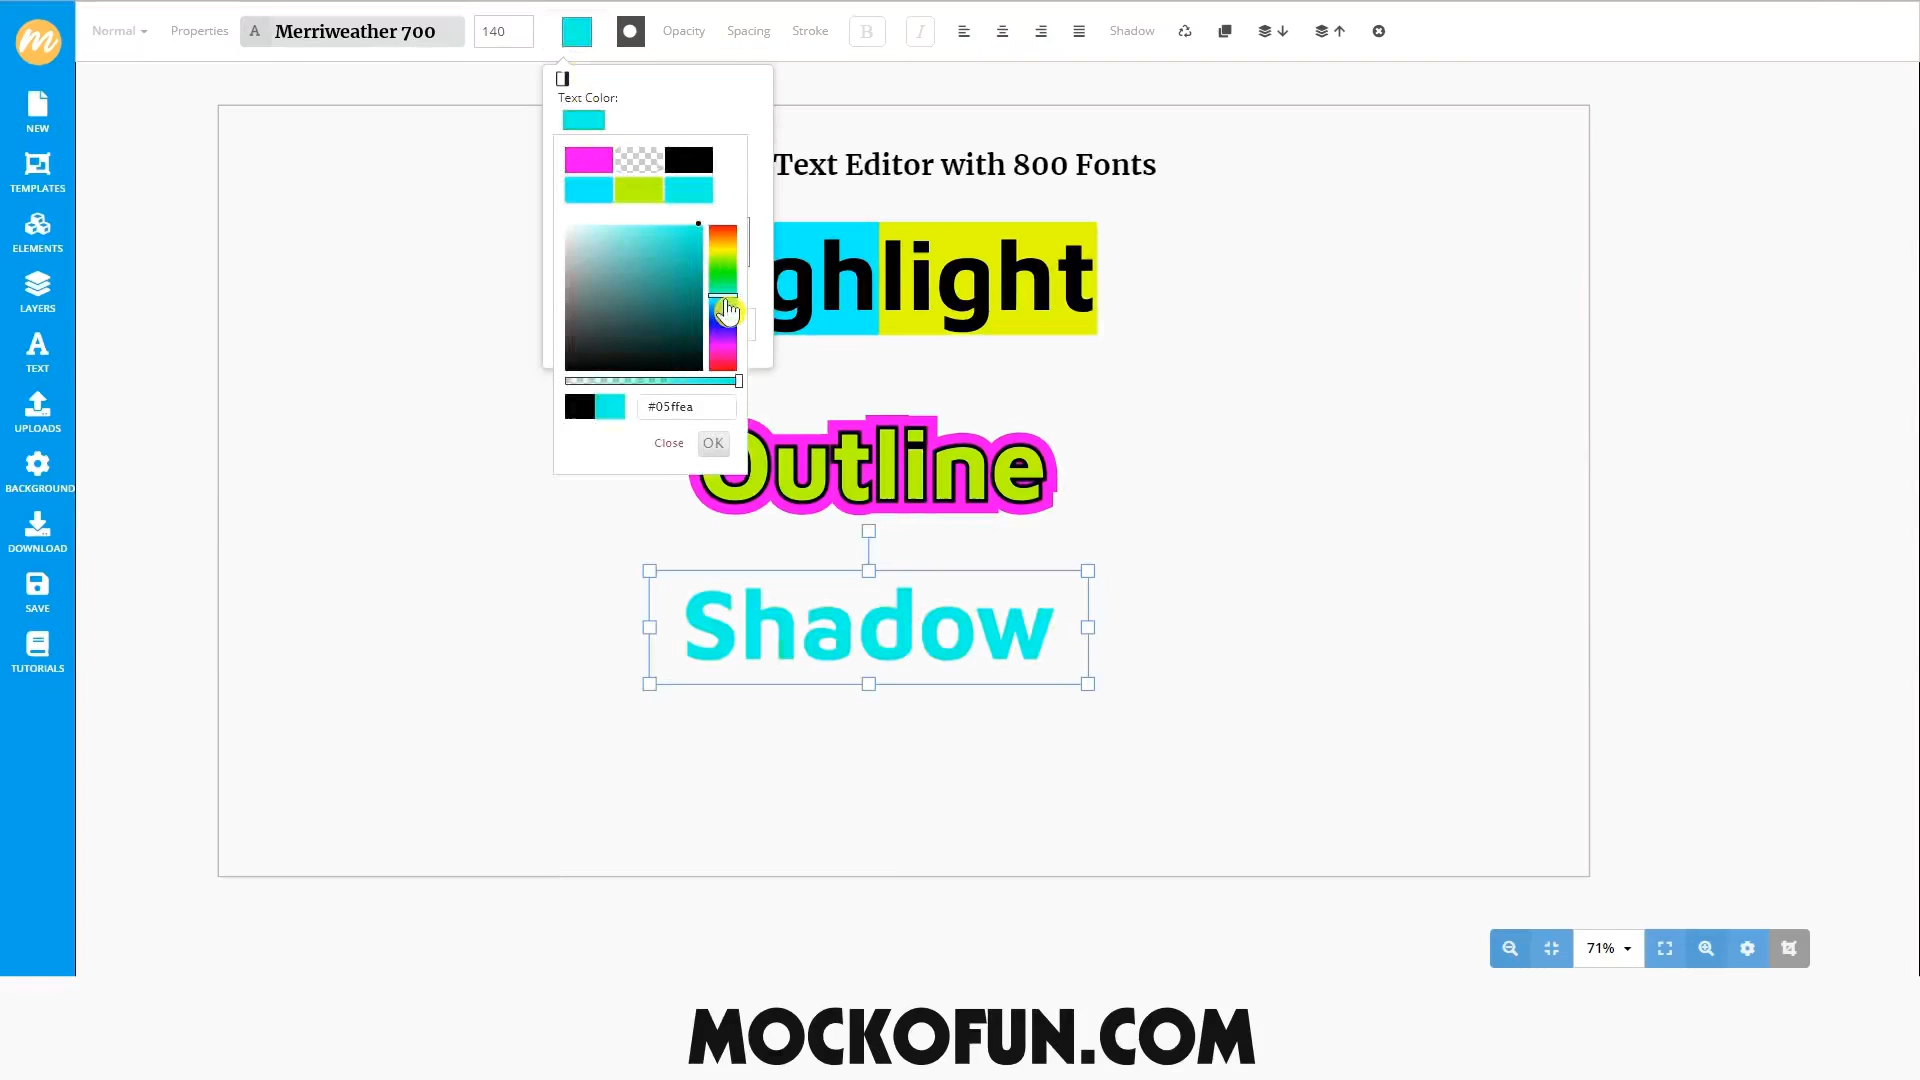 Normal Properties A Merriweather 700 140 Opacity Spacing Stroke B I Shadow
Text Color:
NEW
TEMPLATES
ELEMENTS
LAYERS
TEXT
UPLOADS
BACKGROUND
DOWNLOAD
SAVE
TUTORIALS
#05ffea
Close OK
Text Editor with 800 Fonts
ghlight
Outline
Shadow
71%
MOCKOFUN.COM